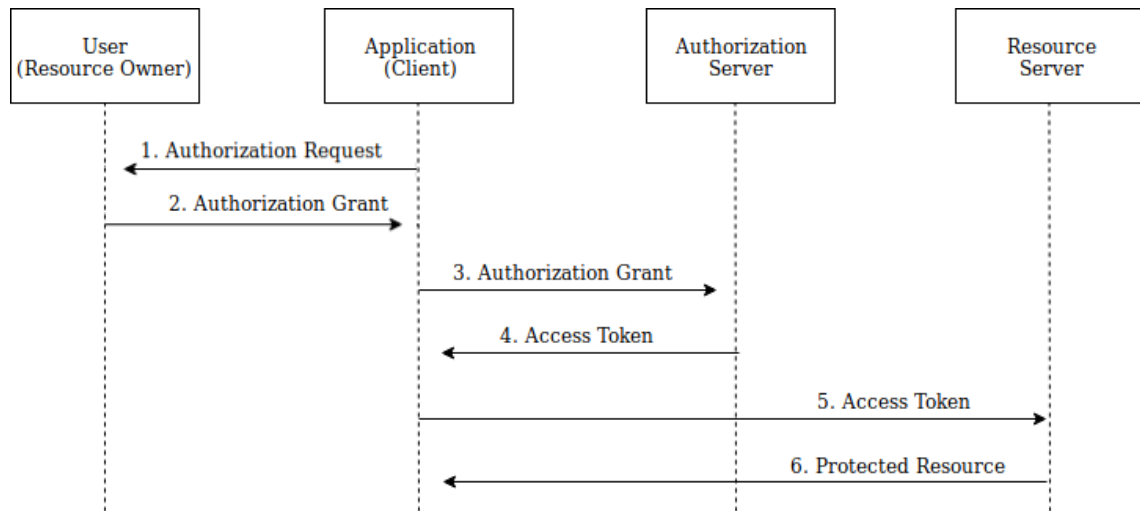 User
(Resource Owner)
Application
(Client)
Authorization
Server
Resource
Server
1. Authorization Request
2. Authorization Grant
3. Authorization Grant
4. Access Token
5. Access Token
6. Protected Resource